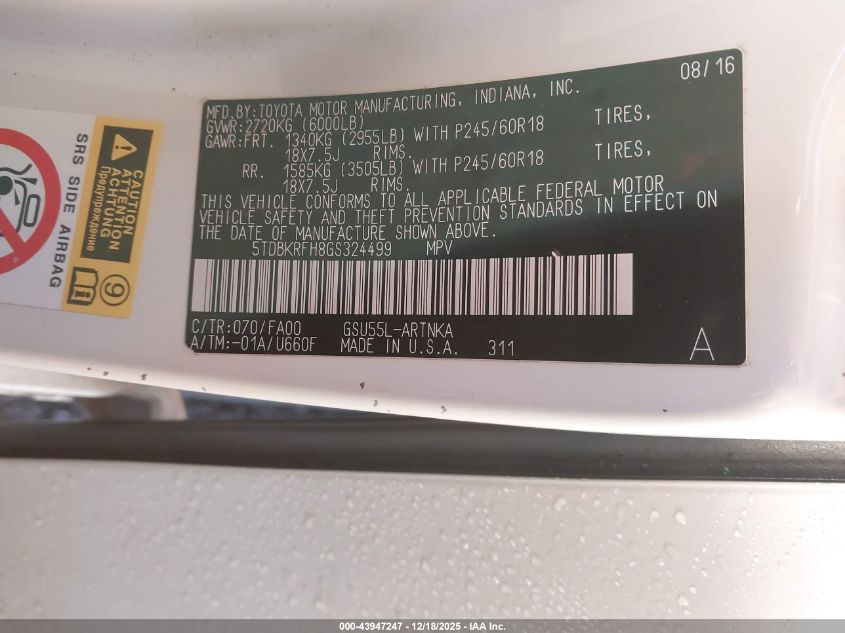 08/16
MFD.BY:TOYOTA MOTOR MANUFACTURING, INDIANA, INC.
GVWR:2720KG (6000LB)
GAWR:FRT. 1340KG (2955LB) WITH P245/60R18 TIRES,
18X7.5J RIMS.
RR. 1585KG (3505LB) WITH P245/60R18 TIRES,
18X7.5J RIMS.
THIS VEHICLE CONFORMS TO ALL APPLICABLE FEDERAL MOTOR
VEHICLE SAFETY AND THEFT PREVENTION STANDARDS IN EFFECT ON
THE DATE OF MANUFACTURE SHOWN ABOVE.
5TDBKRFH8GS324499 MPV
C/TR:070/FA00 GSU55L-ARTNKA
A/TM:-01A/U660F MADE IN U.S.A. 311
A
CAUTION
ATTENTION
ACHTUNG
Предупреждение
SRS SIDE AIRBAG
9
000-43947247 - 12/18/2025 - IAA Inc.